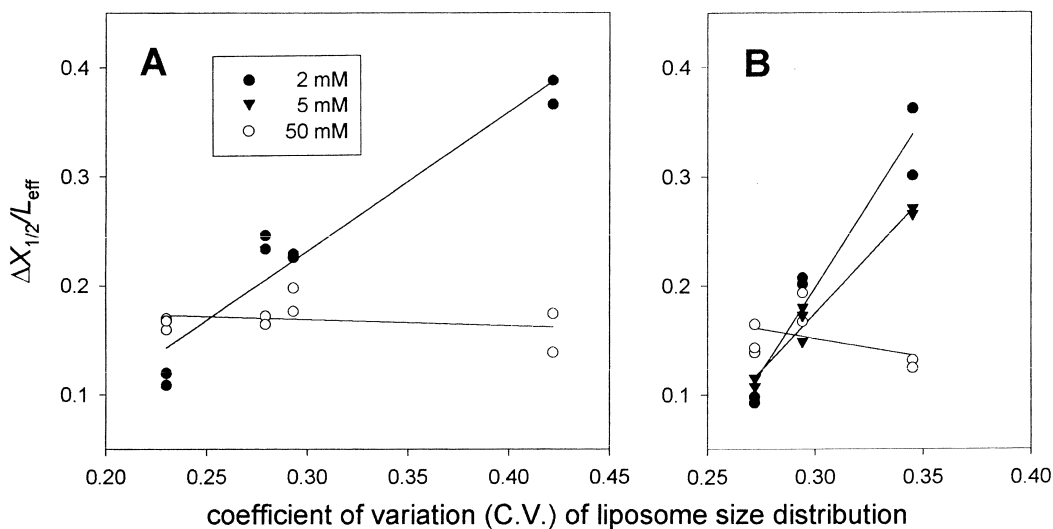 A
B
2 mM
5 mM
50 mM
ΔX1/2/Leff
0.4
0.3
0.2
0.1
0.4
0.3
0.2
0.1
0.20 0.25 0.30 0.35 0.40 0.45
0.25 0.30 0.35 0.40
coefficient of variation (C.V.) of liposome size distribution